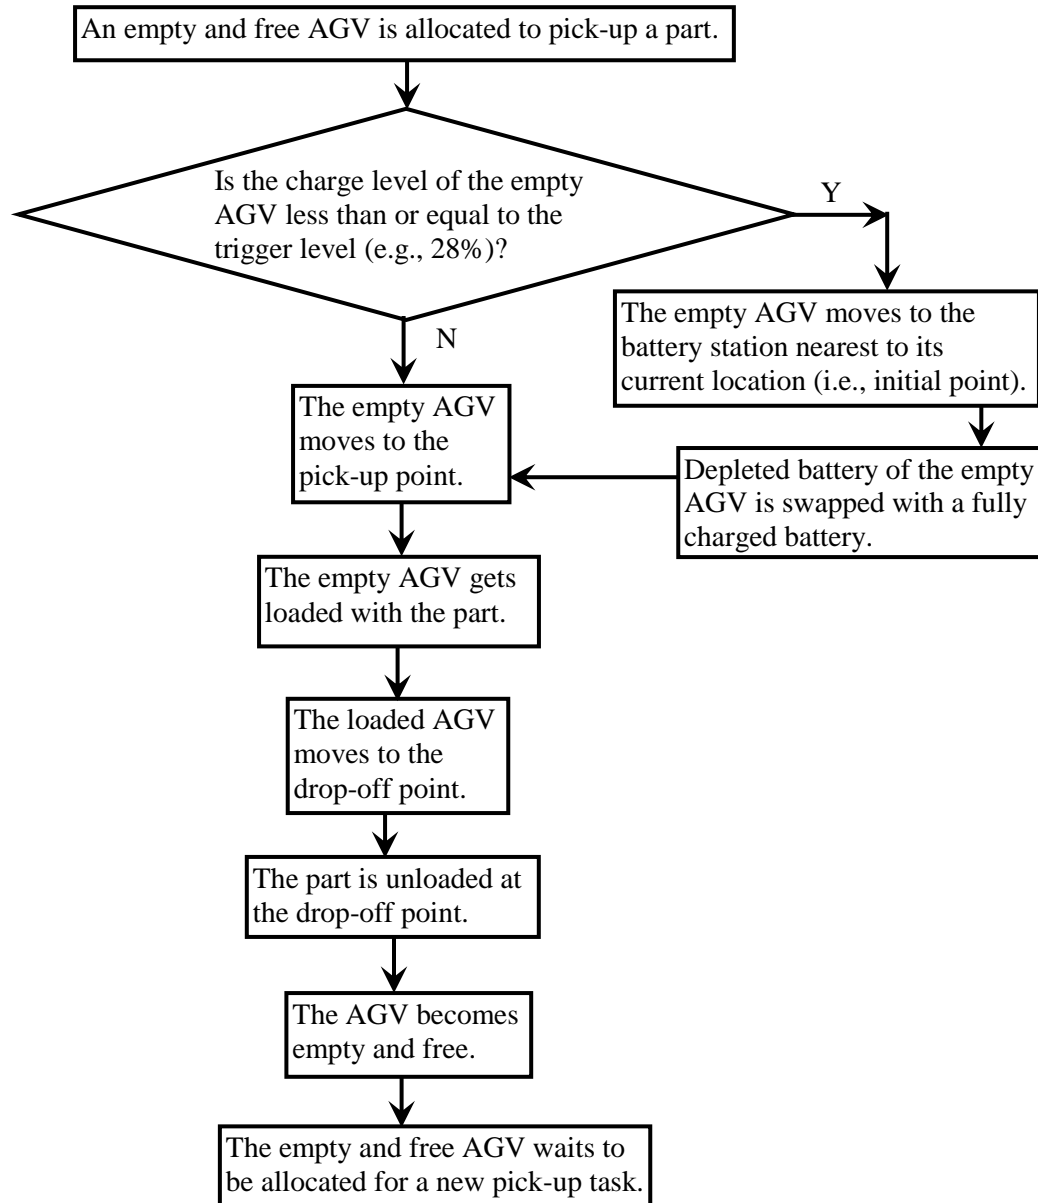 An empty and free AGV is allocated to pick-up a part.
Is the charge level of the empty
AGV less than or equal to the
trigger level (e.g., 28%)?
Y
N
The empty AGV moves to the
battery station nearest to its
current location (i.e., initial point).
The empty AGV
moves to the
pick-up point.
Depleted battery of the empty
AGV is swapped with a fully
charged battery.
The empty AGV gets
loaded with the part.
The loaded AGV
moves to the
drop-off point.
The part is unloaded at
the drop-off point.
The AGV becomes
empty and free.
The empty and free AGV waits to
be allocated for a new pick-up task.